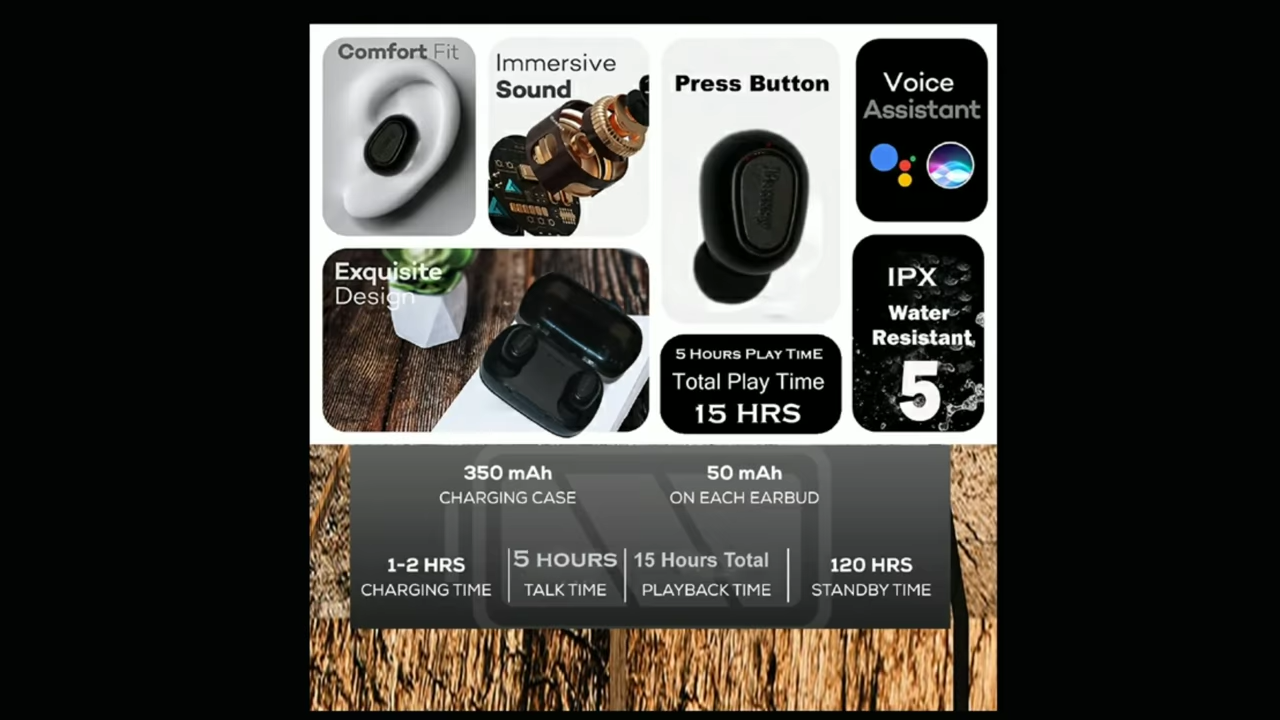 Comfort Fit
Immersive
Sound
Press Button
Voice
Assistant
Exquisite
Design
5 HOURS PLAY TIME
Total Play Time
15 HRS
IPX
Water
Resistant
5
350 mAh
CHARGING CASE
50 mAh
ON EACH EARBUD
1-2 HRS
CHARGING TIME
5 HOURS
TALK TIME
15 Hours Total
PLAYBACK TIME
120 HRS
STANDBY TIME